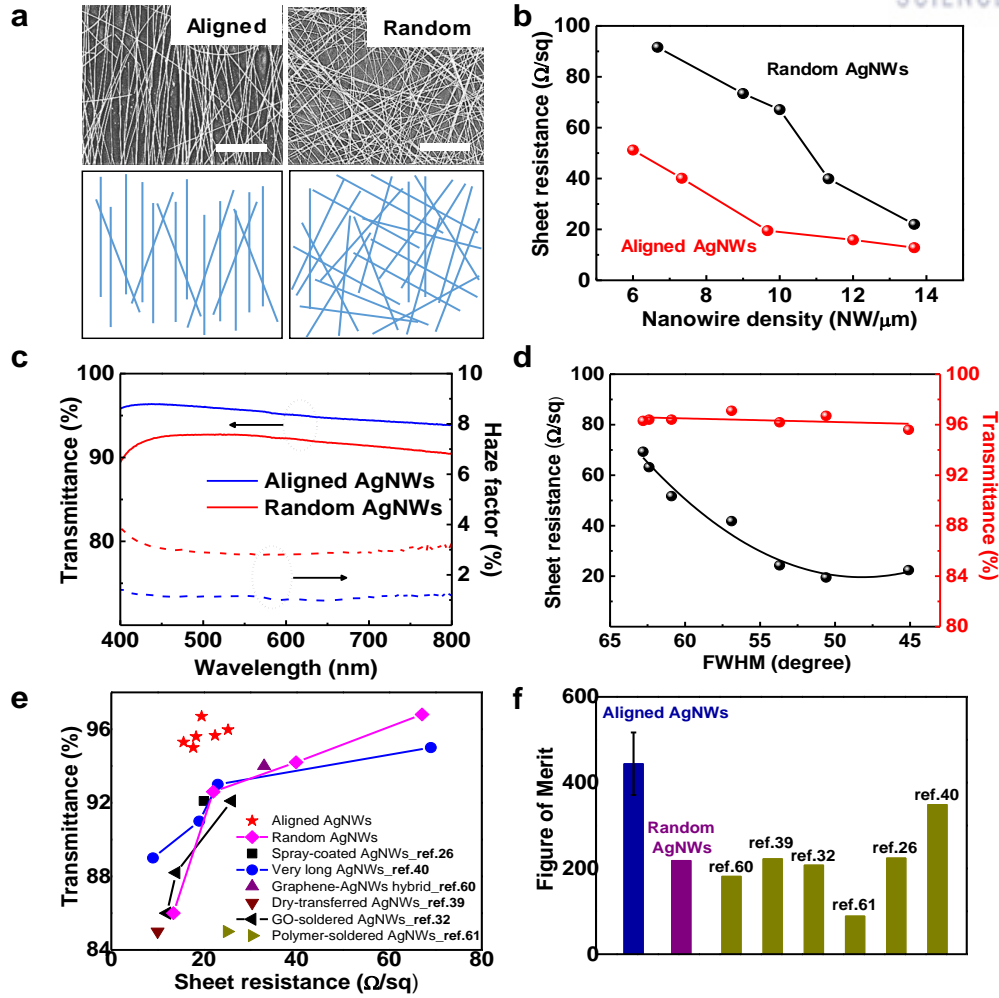 SCIENCE
a
Aligned
Random
b
100
80
60
40
20
0
Sheet resistance (Ω/sq)
Random AgNWs
Aligned AgNWs
6
8
10
12
14
Nanowire density (NW/μm)
c
100
90
80
Transmittance (%)
10
8
6
4
2
Haze factor (%)
Aligned AgNWs
Random AgNWs
400
500
600
700
800
Wavelength (nm)
d
100
80
60
40
20
Sheet resistance (Ω/sq)
100
96
92
88
84
80
Transmittance (%)
65
60
55
50
45
FWHM (degree)
e
96
92
88
84
Transmittance (%)
Aligned AgNWs
Random AgNWs
Spray-coated AgNWs_ref.26
Very long AgNWs_ref.40
Graphene-AgNWs hybrid_ref.60
Dry-transferred AgNWs_ref.39
GO-soldered AgNWs_ref.32
Polymer-soldered AgNWs_ref.61
0
20
40
60
80
Sheet resistance (Ω/sq)
f
600
400
200
0
Figure of Merit
Aligned AgNWs
Random
AgNWs
ref.60
ref.39
ref.32
ref.61
ref.26
ref.40